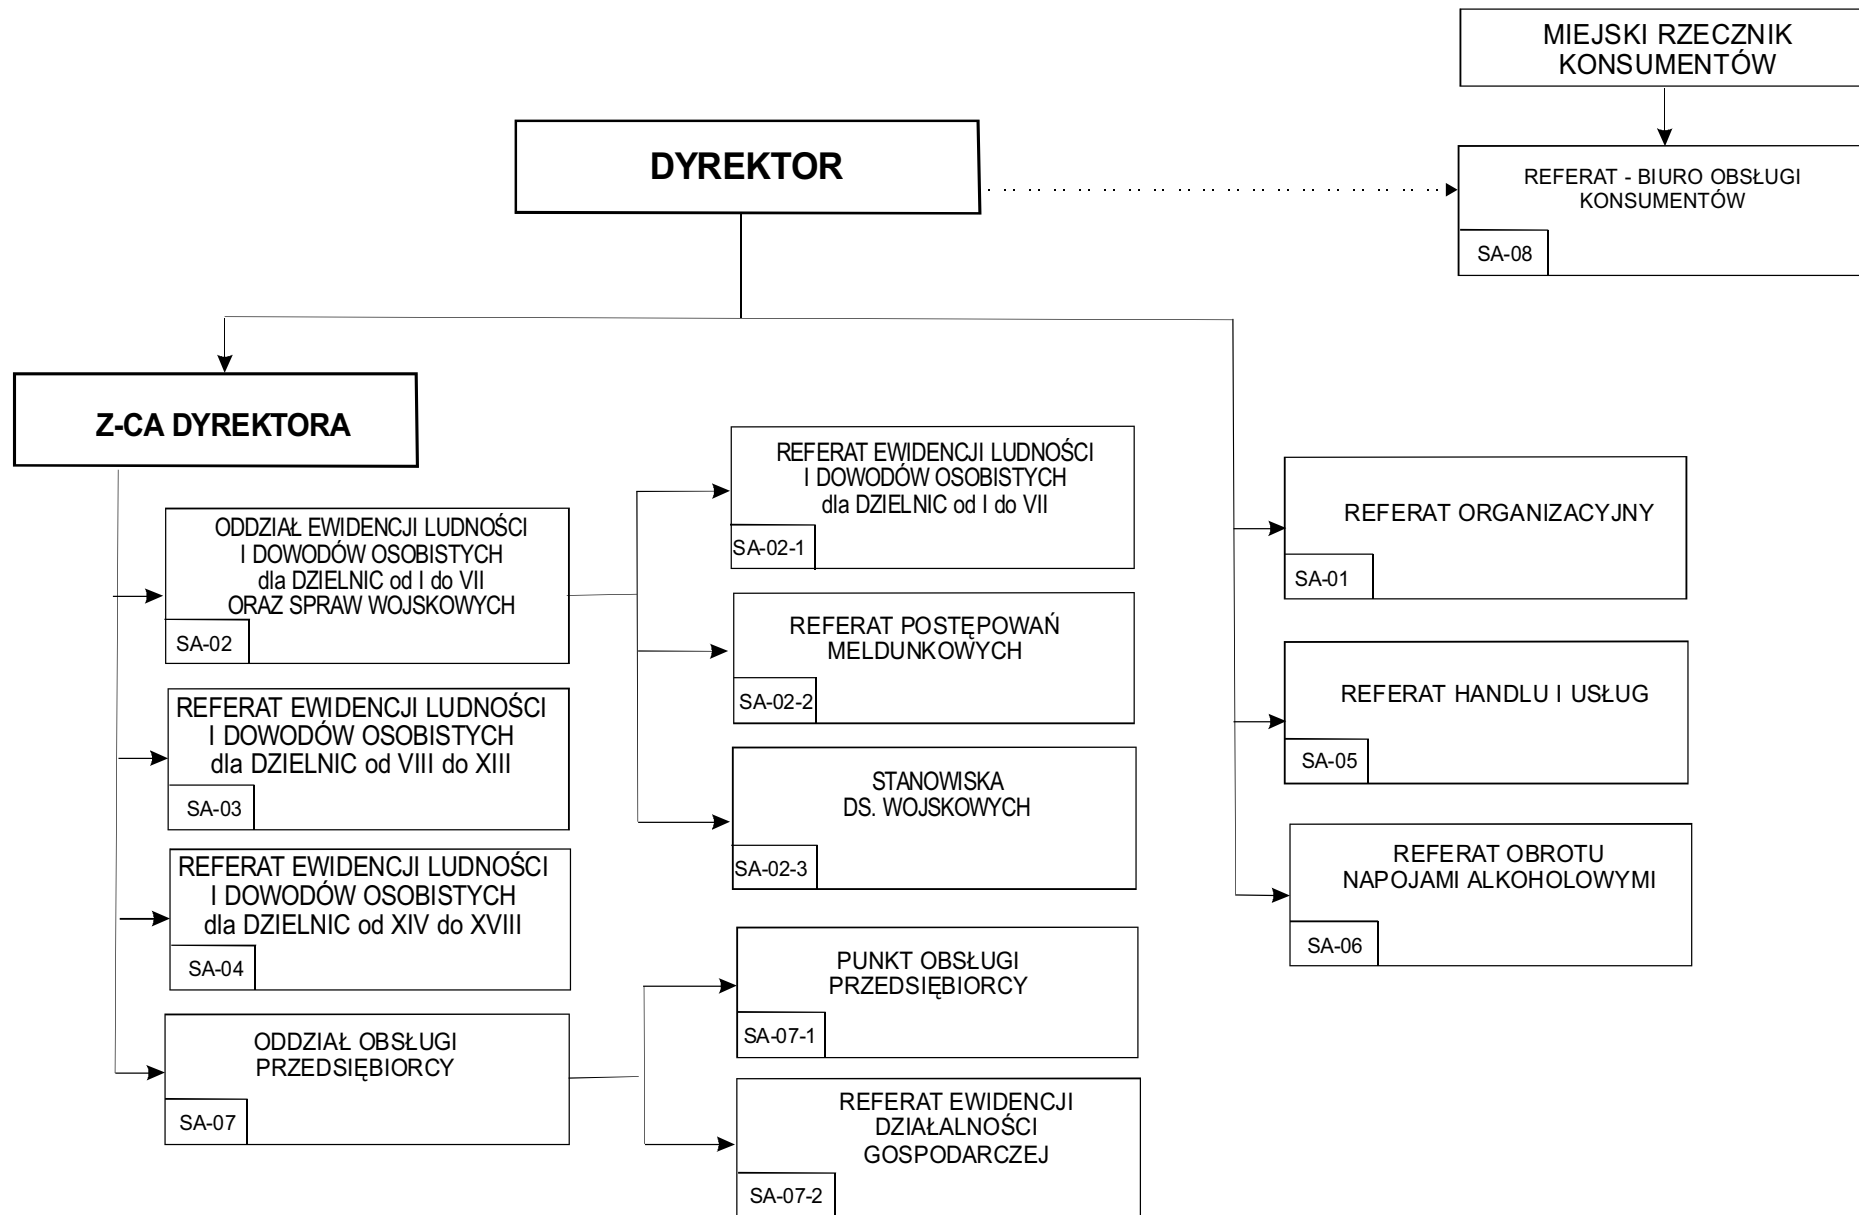 MIEJSKI RZECZNIK
KONSUMENTÓW
DYREKTOR
REFERAT - BIURO OBSŁUGI
KONSUMENTÓW
SA-08
Z-CA DYREKTORA
ODDZIAŁ EWIDENCJI LUDNOŚCI
I DOWODÓW OSOBISTYCH
dla DZIELNIC od I do VII
ORAZ SPRAW WOJSKOWYCH
SA-02
REFERAT EWIDENCJI LUDNOŚCI
I DOWODÓW OSOBISTYCH
dla DZIELNIC od VIII do XIII
SA-03
REFERAT EWIDENCJI LUDNOŚCI
I DOWODÓW OSOBISTYCH
dla DZIELNIC od XIV do XVIII
SA-04
ODDZIAŁ OBSŁUGI
PRZEDSIĘBIORCY
SA-07
REFERAT EWIDENCJI LUDNOŚCI
I DOWODÓW OSOBISTYCH
dla DZIELNIC od I do VII
SA-02-1
REFERAT POSTĘPOWAŃ
MELDUNKOWYCH
SA-02-2
STANOWISKA
DS. WOJSKOWYCH
SA-02-3
PUNKT OBSŁUGI
PRZEDSIĘBIORCY
SA-07-1
REFERAT EWIDENCJI
DZIAŁALNOŚCI
GOSPODARCZEJ
SA-07-2
REFERAT ORGANIZACYJNY
SA-01
REFERAT HANDLU I USŁUG
SA-05
REFERAT OBROTU
NAPOJAMI ALKOHOLOWYMI
SA-06